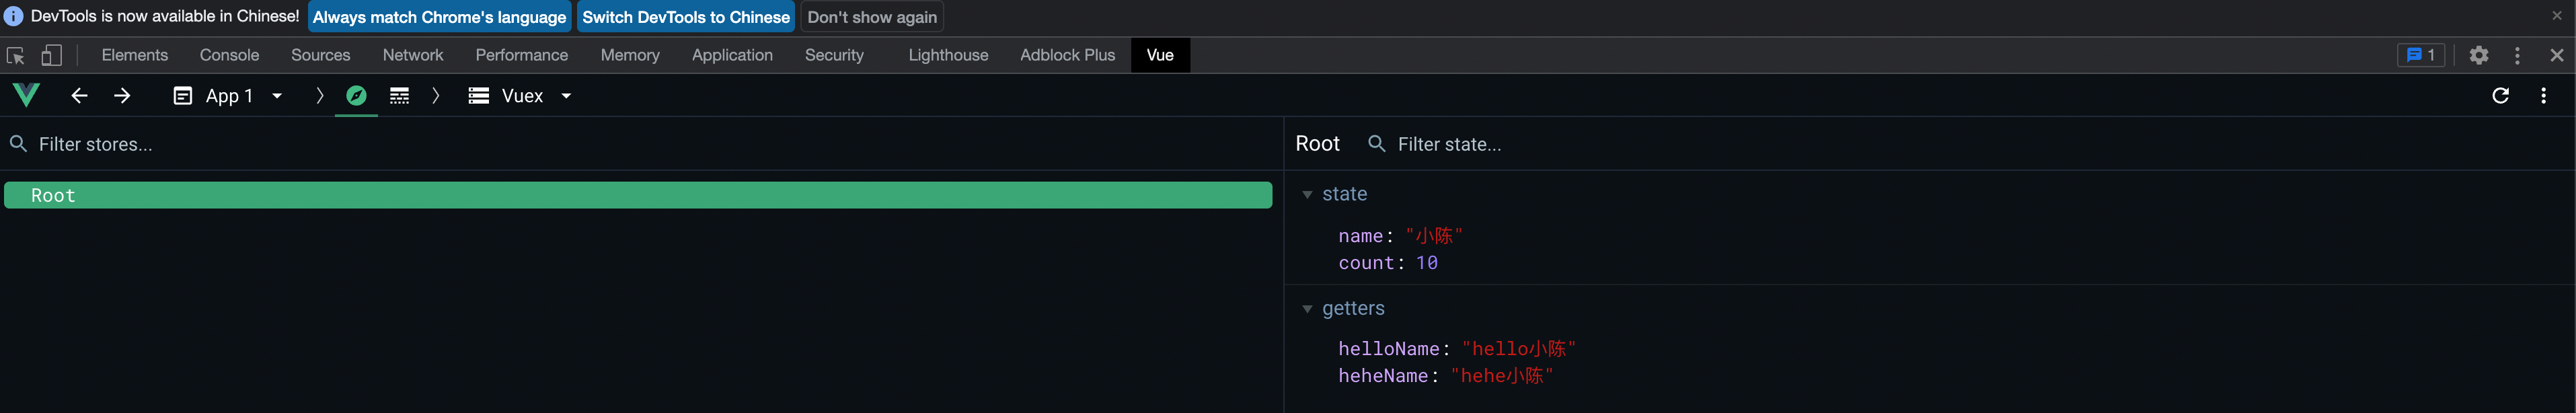 DevTools is now available in Chinese! Always match Chrome's language Switch DevTools to Chinese Don't show again
Elements Console Sources Network Performance Memory Application Security Lighthouse Adblock Plus Vue 1
App 1 Vuex
Filter stores...
Root
Root Filter state...
state
name: "小陈"
count: 10
getters
helloName: "hello小陈"
heheName: "hehe小陈"